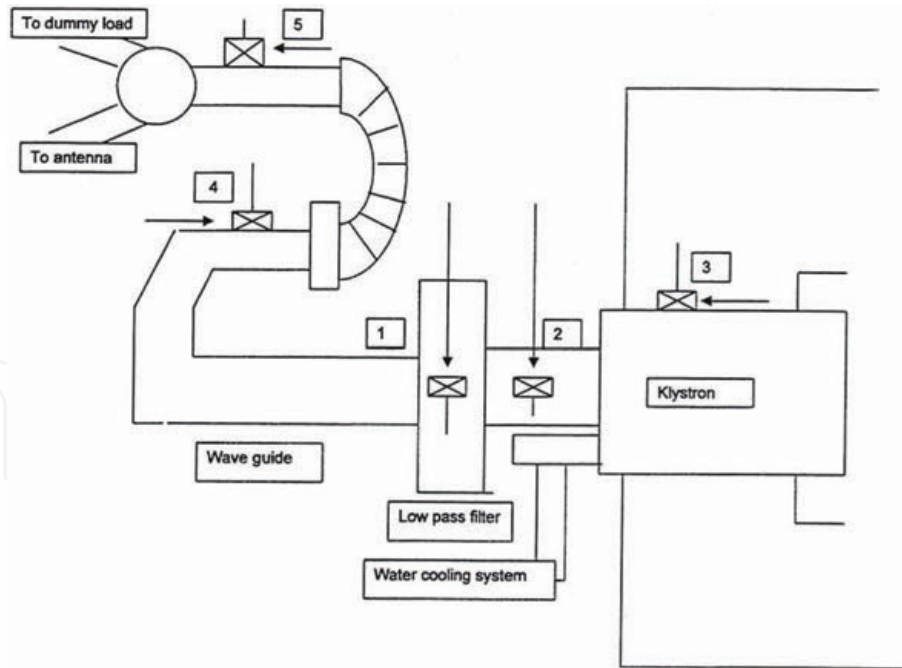 To dummy load
5
To antenna
4
3
1
2
Klystron
Wave guide
Low pass filter
Water cooling system